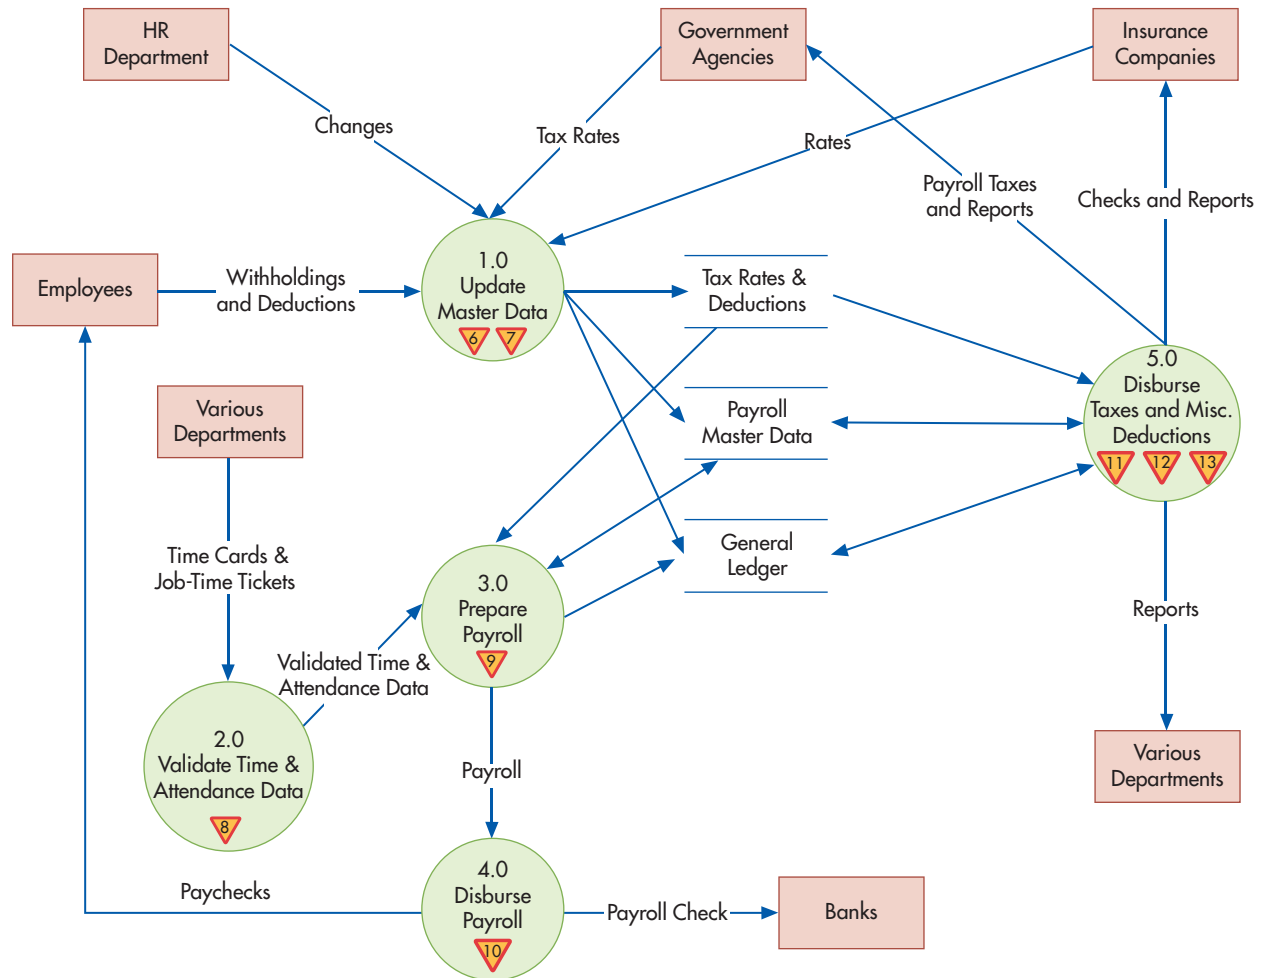 HR
Department
Government
Agencies
Insurance
Companies
Changes
Tax Rates
Rates
Payroll Taxes
and Reports
Checks and Reports
Employees
Withholdings
and Deductions
1.0
Update
Master Data
6 7
Tax Rates &
Deductions
Various
Departments
Payroll
Master Data
5.0
Disburse
Taxes and Misc.
Deductions
11 12 13
Time Cards &
Job-Time Tickets
General
Ledger
3.0
Prepare
Payroll
9
Reports
Validated Time &
Attendance Data
2.0
Validate Time &
Attendance Data
8
Payroll
Various
Departments
Paychecks
4.0
Disburse
Payroll
10
Payroll Check
Banks